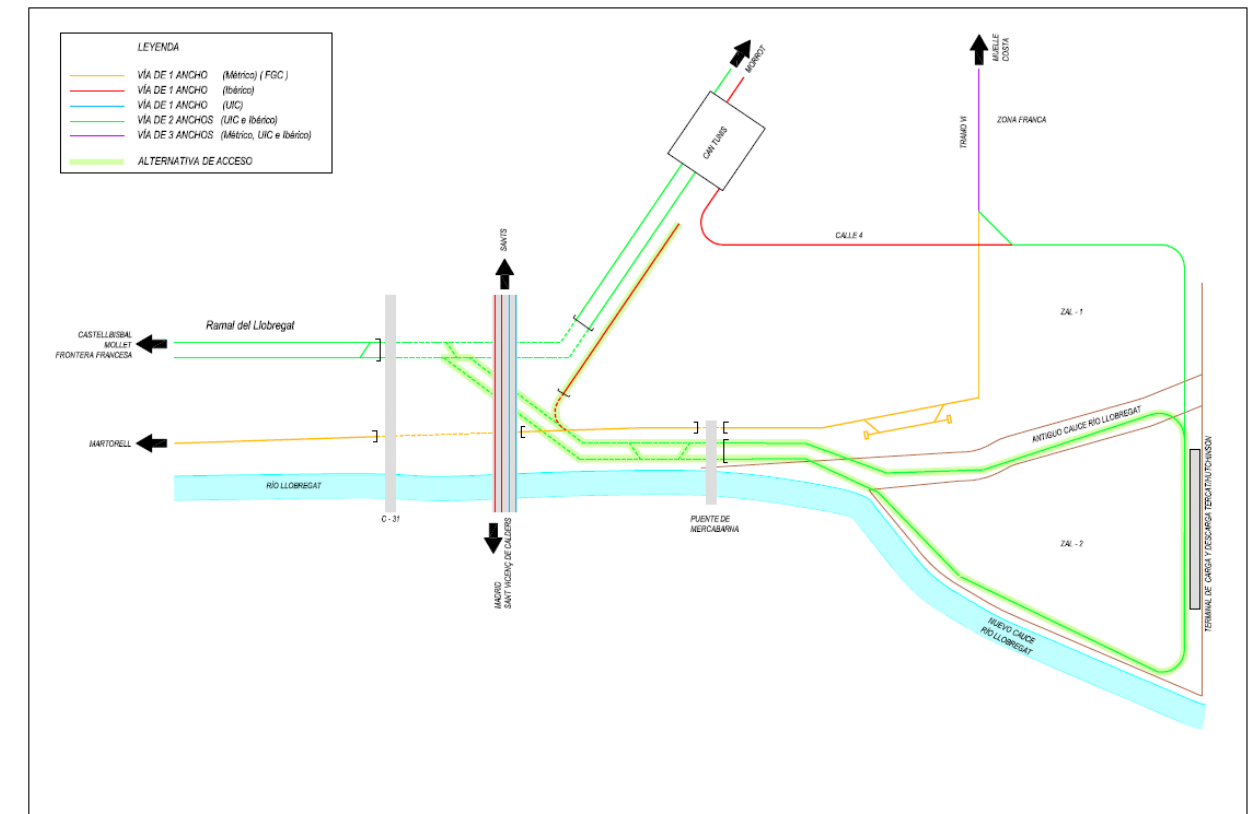 LEYENDA
VÍA DE 1 ANCHO (Métrico) ( FGC )
VÍA DE 1 ANCHO (Ibérico)
VÍA DE 1 ANCHO (UIC)
VÍA DE 2 ANCHOS (UIC e Ibérico)
VÍA DE 3 ANCHOS (Métrico, UIC e Ibérico)
ALTERNATIVA DE ACCESO
MORROT
CAN TUNIS
MUELLE
COSTA
TRAMO VI
ZONA FRANCA
CALLE 4
SANTS
Ramal del Llobregat
CASTELLBISBAL
MOLLET
FRONTERA FRANCESA
ZAL - 1
MARTORELL
ANTIGUO CAUCE RÍO LLOBREGAT
RÍO LLOBREGAT
C - 31
PUENTE DE
MERCABARNA
MADRID
SANT VICENÇ DE CALDERS
ZAL - 2
TERMINAL DE CARGA Y DESCARGA TERCAT/HUTCHINSON
NUEVO CAUCE
RÍO LLOBREGAT